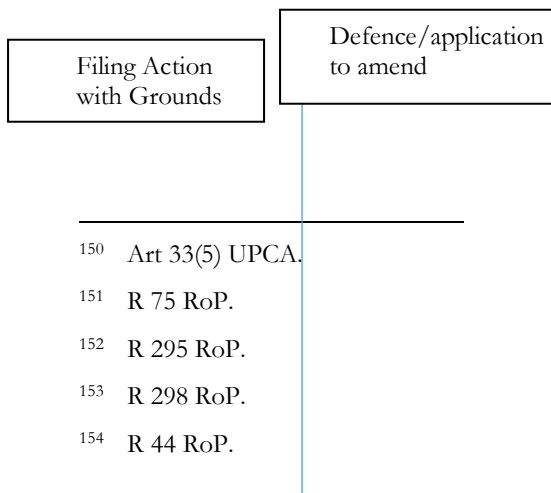 Filing Action
with Grounds
Defence/application
to amend
150 Art 33(5) UPCA.
151 R 75 RoP.
152 R 295 RoP.
153 R 298 RoP.
154 R 44 RoP.